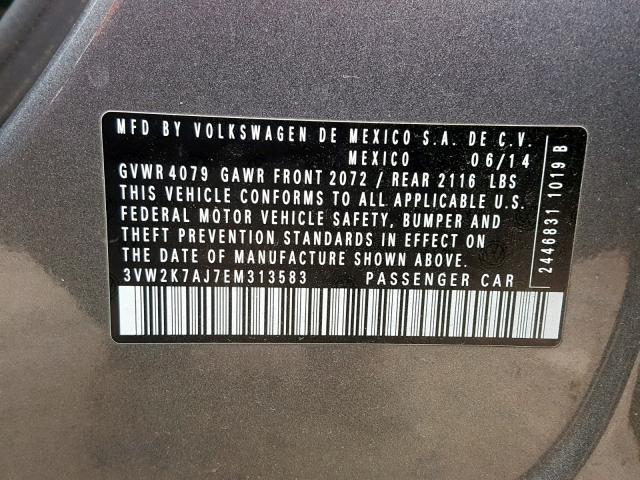 MFD BY VOLKSWAGEN DE MEXICO S.A. DE C.V.
MEXICO 06/14
GVWR 4079 GAWR FRONT 2072 / REAR 2116 LBS
THIS VEHICLE CONFORMS TO ALL APPLICABLE U.S.
FEDERAL MOTOR VEHICLE SAFETY, BUMPER AND
THEFT PREVENTION STANDARDS IN EFFECT ON
THE DATE OF MANUFACTURE SHOWN ABOVE.
3VW2K7AJ7EM313583 PASSENGER CAR
2446831 1019 B